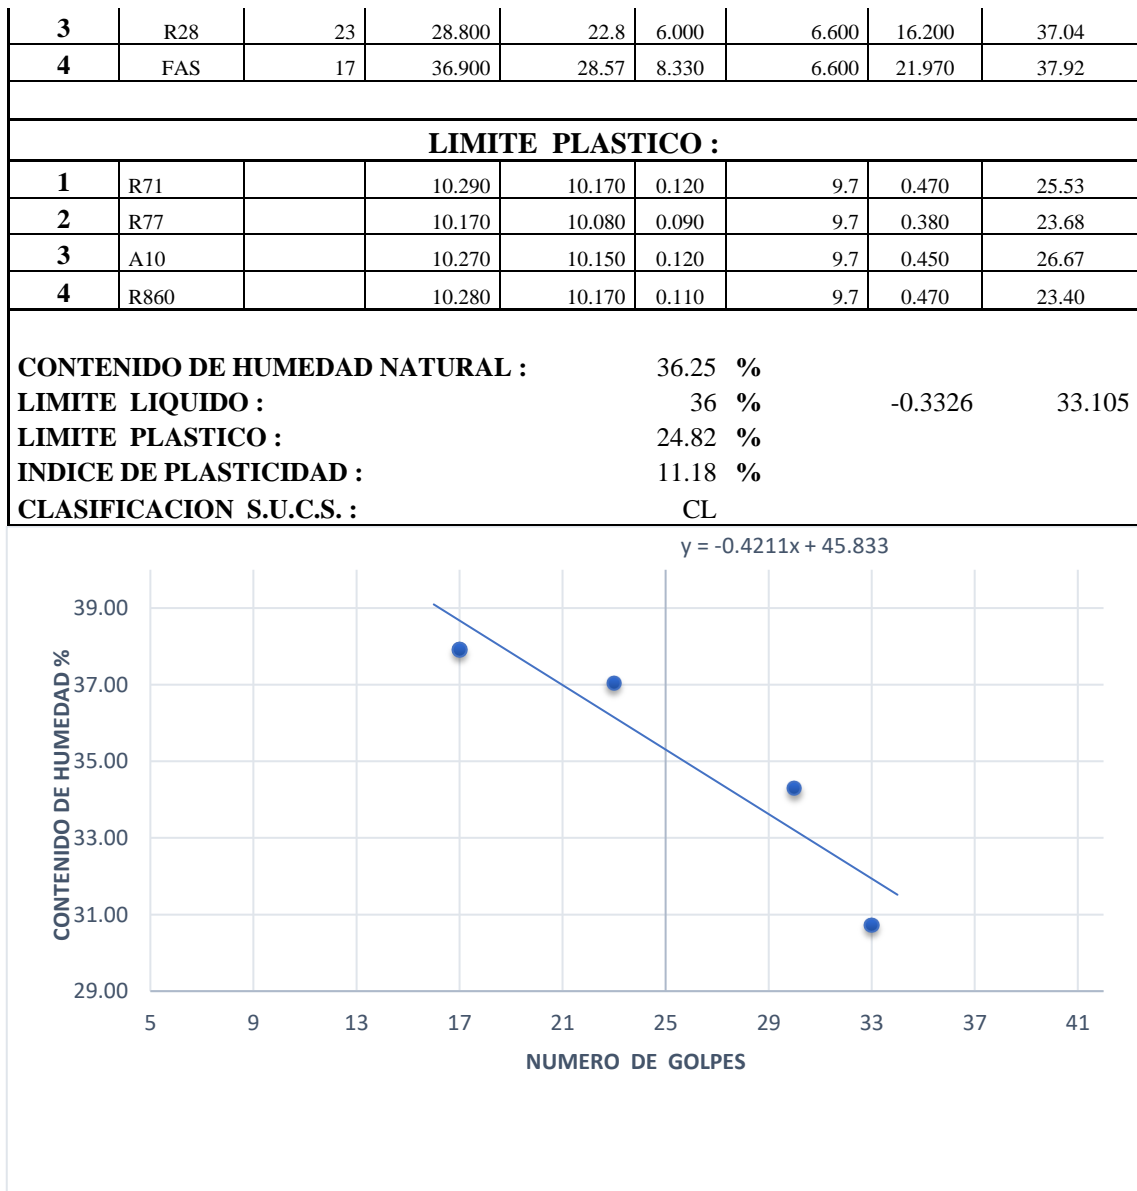 3 R28 23 28.800 22.8 6.000 6.600 16.200 37.04
4 FAS 17 36.900 28.57 8.330 6.600 21.970 37.92
LIMITE PLASTICO :
1 R71 10.290 10.170 0.120 9.7 0.470 25.53
2 R77 10.170 10.080 0.090 9.7 0.380 23.68
3 A10 10.270 10.150 0.120 9.7 0.450 26.67
4 R860 10.280 10.170 0.110 9.7 0.470 23.40
CONTENIDO DE HUMEDAD NATURAL : 36.25 %
LIMITE LIQUIDO : 36 % -0.3326 33.105
LIMITE PLASTICO : 24.82 %
INDICE DE PLASTICIDAD : 11.18 %
CLASIFICACION S.U.C.S. : CL
y = -0.4211x + 45.833
CONTENIDO DE HUMEDAD %
39.00
37.00
35.00
33.00
31.00
29.00
5 9 13 17 21 25 29 33 37 41
NUMERO DE GOLPES